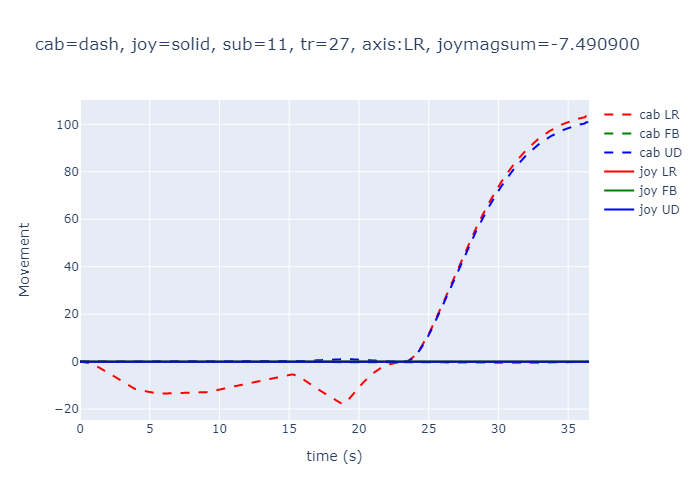 cab=dash, joy=solid, sub=11, tr=27, axis:LR, joymagsum=-7.490900
100
80
60
40
20
0
−20
Movement
0 5 10 15 20 25 30 35
time (s)
cab LR
cab FB
cab UD
joy LR
joy FB
joy UD